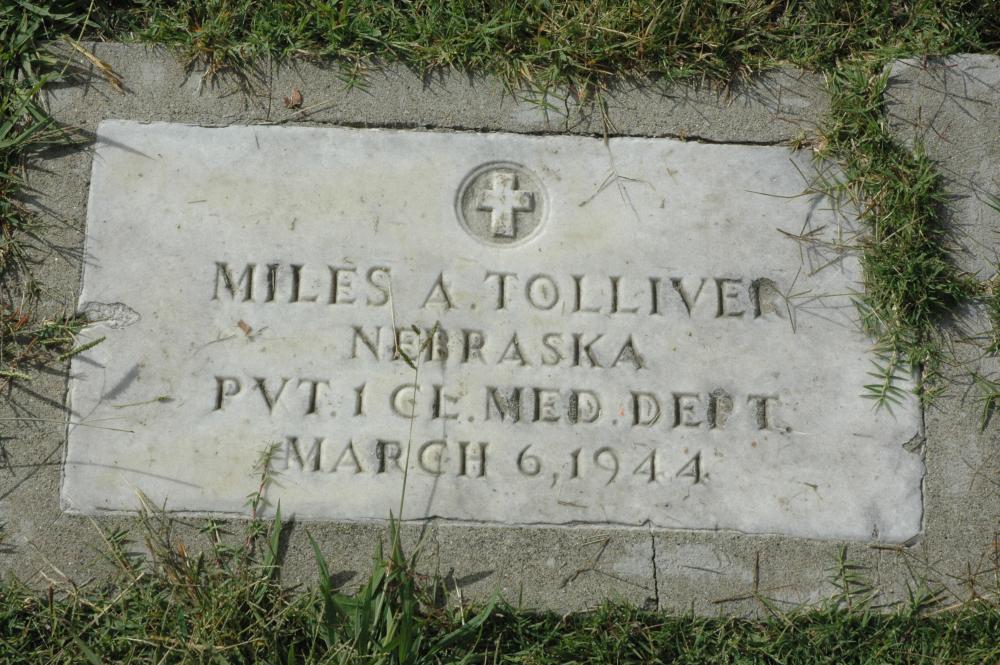 MILES A. TOLLIVER
NEBRASKA
PVT. 1 CL. MED. DEPT.
MARCH 6, 1944